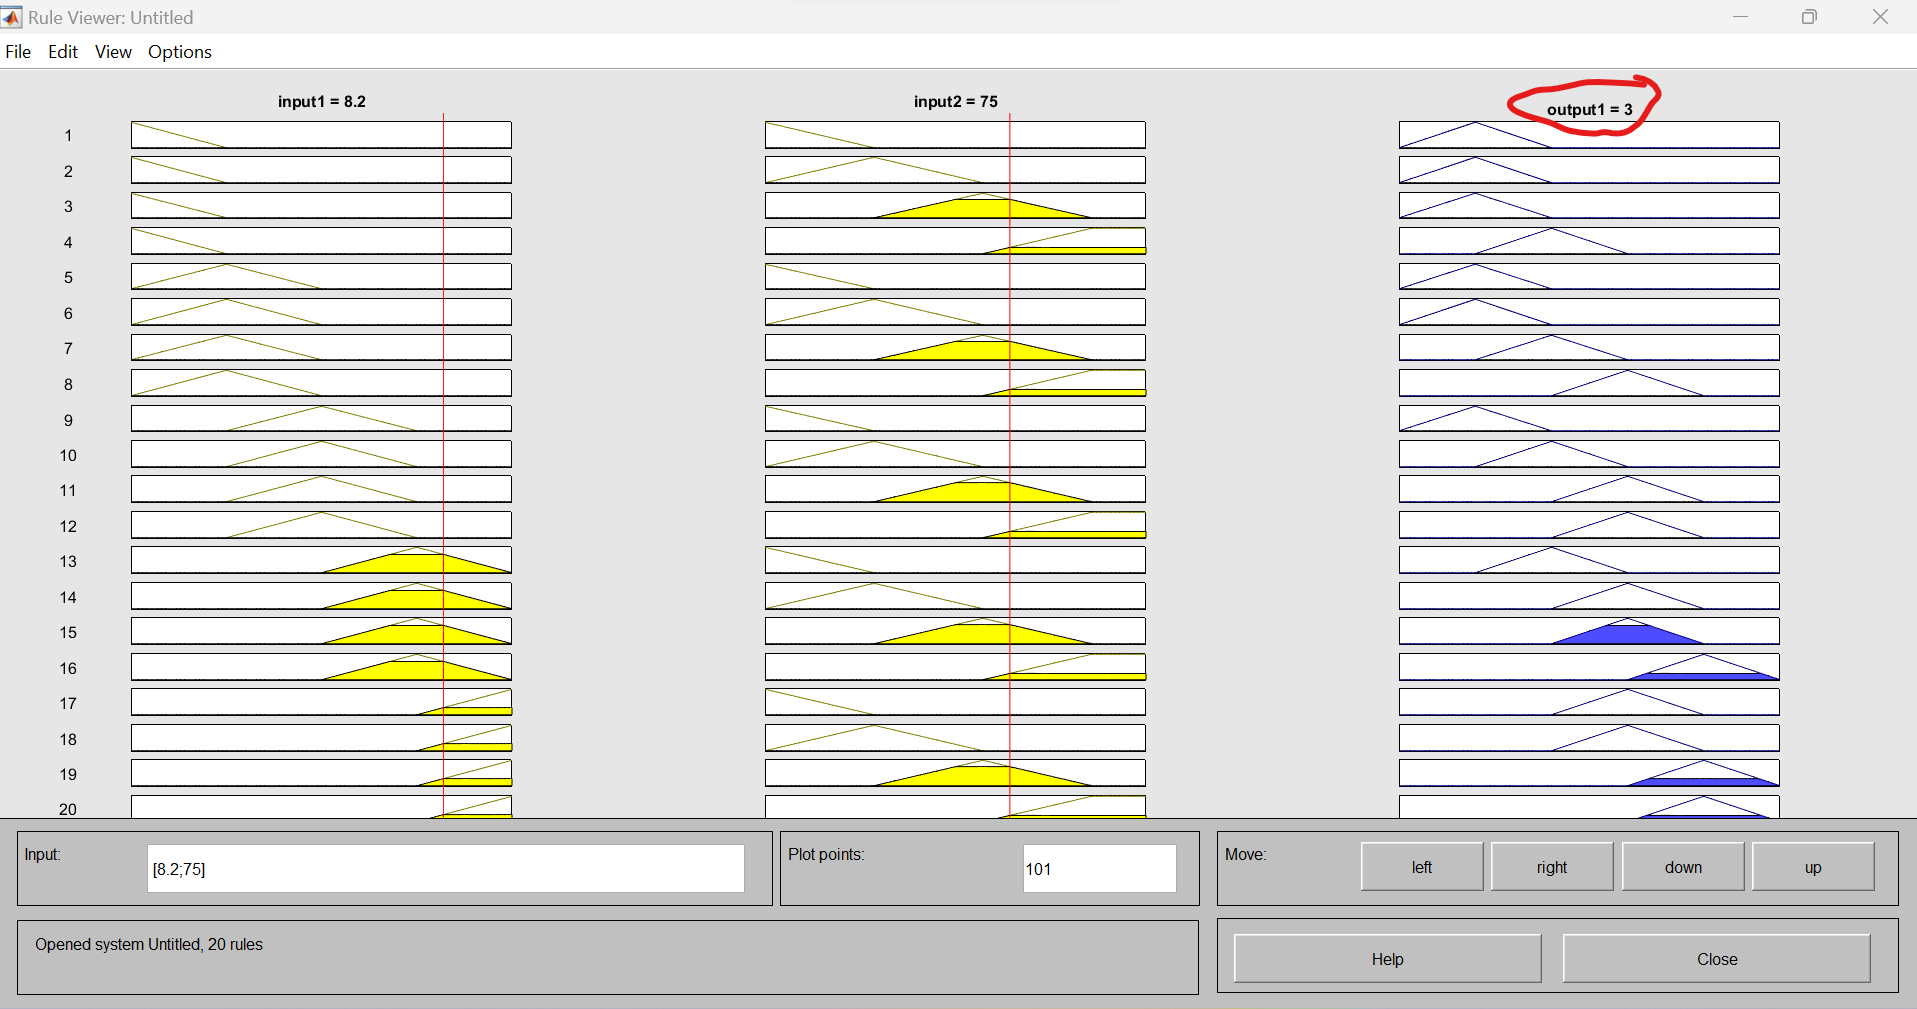 Rule Viewer: Untitled
File Edit View Options
input1 = 8.2
input2 = 75
output1 = 3
1
2
3
4
5
6
7
8
9
10
11
12
13
14
15
16
17
18
19
20
Input:
[8.2;75]
Plot points:
101
Move:
left
right
down
up
Opened system Untitled, 20 rules
Help
Close